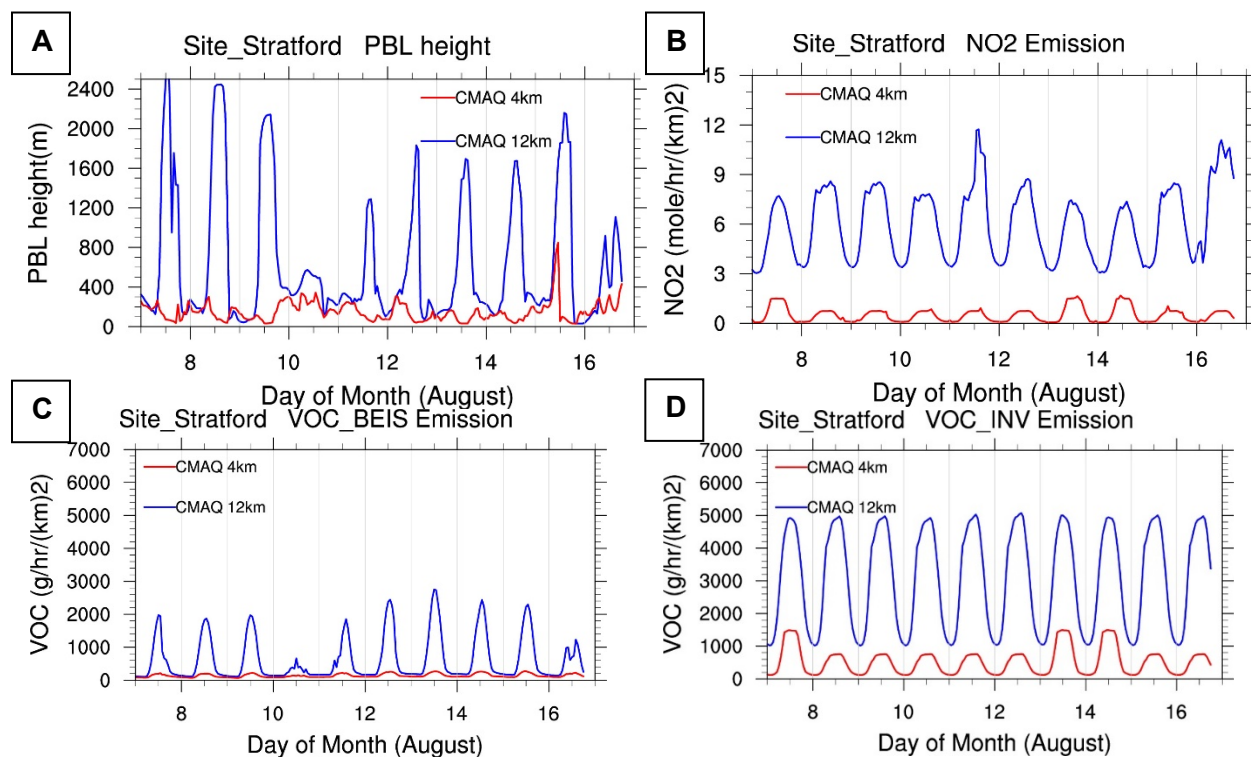 A
Site_Stratford PBL height
PBL height(m)
2400
2000
1600
1200
800
400
0
CMAQ 4km
CMAQ 12km
8 10 12 14 16
Day of Month (August)
B
Site_Stratford NO2 Emission
NO2 (mole/hr/(km)2)
15
12
9
6
3
0
CMAQ 4km
CMAQ 12km
8 10 12 14 16
Day of Month (August)
C
Site_Stratford VOC_BEIS Emission
VOC (g/hr/(km)2)
7000
6000
5000
4000
3000
2000
1000
0
CMAQ 4km
CMAQ 12km
8 10 12 14 16
Day of Month (August)
D
Site_Stratford VOC_INV Emission
VOC (g/hr/(km)2)
7000
6000
5000
4000
3000
2000
1000
0
CMAQ 4km
CMAQ 12km
8 10 12 14 16
Day of Month (August)